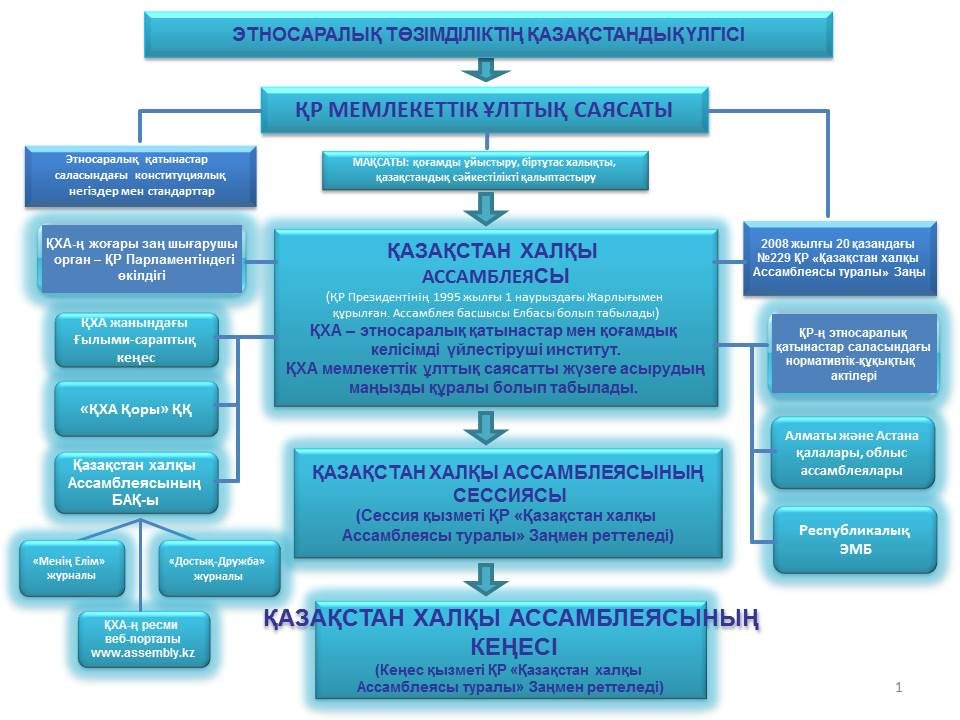 ЭТНОСАРАЛЫҚ ТӨЗІМДІЛІКТІҢ ҚАЗАҚСТАНДЫҚ ҮЛГІСІ
ҚР МЕМЛЕКЕТТІК ҰЛТТЫҚ САЯСАТЫ
Этносаралық қатынастар
саласындағы конституциялық
негіздер мен стандарттар
МАҚСАТЫ: қоғамды ұйыстыру, біртұтас халықты,
қазақстандық сәйкестілікті қалыптастыру
ҚХА-ң жоғары заң шығарушы
орган – ҚР Парламентіндегі
өкілдігі
ҚАЗАҚСТАН ХАЛҚЫ
АССАМБЛЕЯСЫ
(ҚР Президентінің 1995 жылғы 1 наурыздағы Жарлығымен
құрылған. Ассамблея басшысы Елбасы болып табылады)
ҚХА – этносаралық қатынастар мен қоғамдық
келісімді үйлестіруші институт.
ҚХА мемлекеттік ұлттық саясатты жүзеге асырудың
маңызды құралы болып табылады.
2008 жылғы 20 қазандағы
№229 ҚР «Қазақстан халқы
Ассамблеясы туралы» Заңы
ҚХА жанындағы
Ғылыми-сараптық
кеңес
«ҚХА Қоры» ҚҚ
Қазақстан халқы
Ассамблеясының
БАҚ-ы
«Менің Елім»
журналы
«Достық-Дружба»
журналы
ҚХА-ң ресми
веб-порталы
www.assembly.kz
ҚР-ң этносаралық
қатынастар саласындағы
нормативтік-құқықтық
актілері
Алматы және Астана
қалалары, облыс
ассамблеялары
Республикалық
ЭМБ
ҚАЗАҚСТАН ХАЛҚЫ АССАМБЛЕЯСЫНЫҢ
СЕССИЯСЫ
(Сессия қызметі ҚР «Қазақстан халқы
Ассамблеясы туралы» Заңмен реттеледі)
ҚАЗАҚСТАН ХАЛҚЫ АССАМБЛЕЯСЫНЫҢ
КЕҢЕСІ
(Кеңес қызметі ҚР «Қазақстан халқы
Ассамблеясы туралы» Заңмен реттеледі)
1